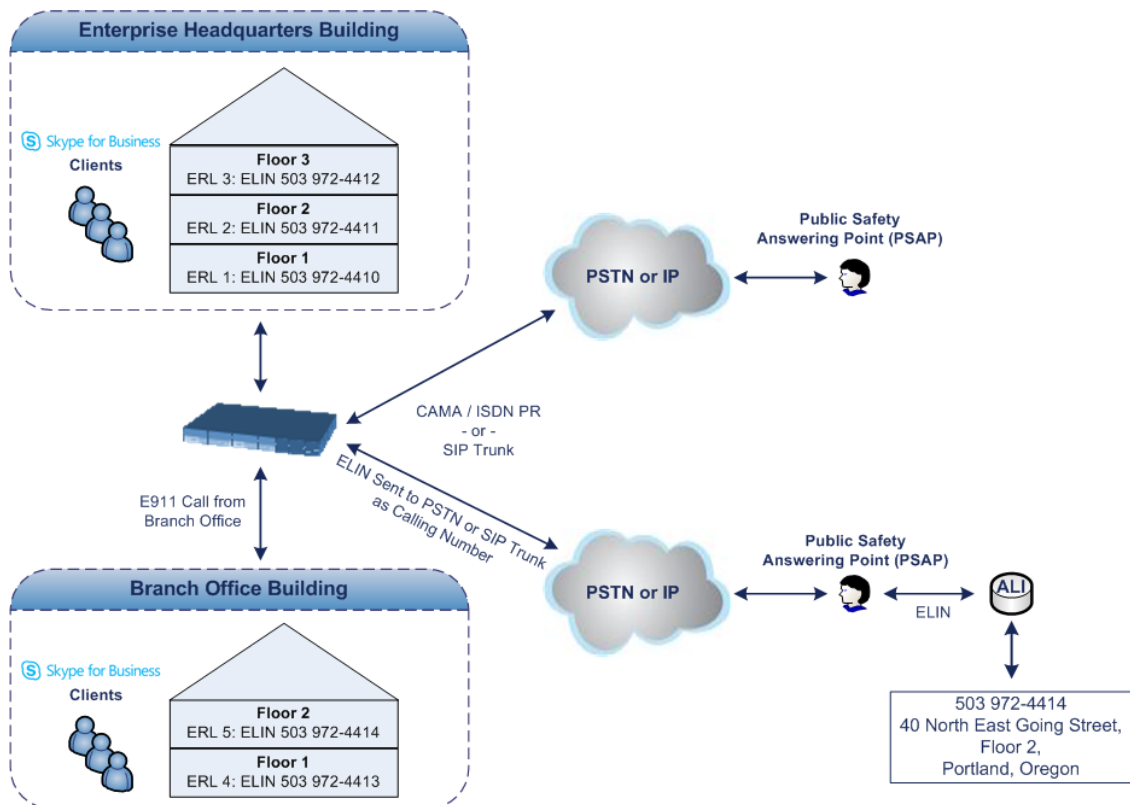 Enterprise Headquarters Building
S Skype for Business
Clients
Floor 3
ERL 3: ELIN 503 972-4412
Floor 2
ERL 2: ELIN 503 972-4411
Floor 1
ERL 1: ELIN 503 972-4410
PSTN or IP
Public Safety
Answering Point (PSAP)
CAMA / ISDN PR
- or -
SIP Trunk
ELIN Sent to PSTN or SIP Trunk
as Calling Number
E911 Call from
Branch Office
PSTN or IP
Public Safety
Answering Point (PSAP)
ELIN
ALI
503 972-4414
40 North East Going Street,
Floor 2,
Portland, Oregon
Branch Office Building
S Skype for Business
Clients
Floor 2
ERL 5: ELIN 503 972-4414
Floor 1
ERL 4: ELIN 503 972-4413